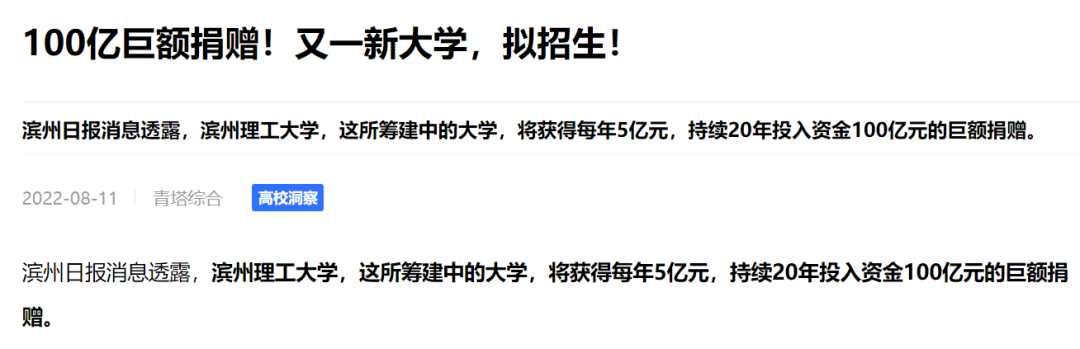 100亿巨额捐赠！又一新大学，拟招生！
滨州日报消息透露，滨州理工大学，这所筹建中的大学，将获得每年5亿元，持续20年投入资金100亿元的巨额捐赠。
2022-08-11 青塔综合 高校洞察
滨州日报消息透露，滨州理工大学，这所筹建中的大学，将获得每年5亿元，持续20年投入资金100亿元的巨额捐
赠。